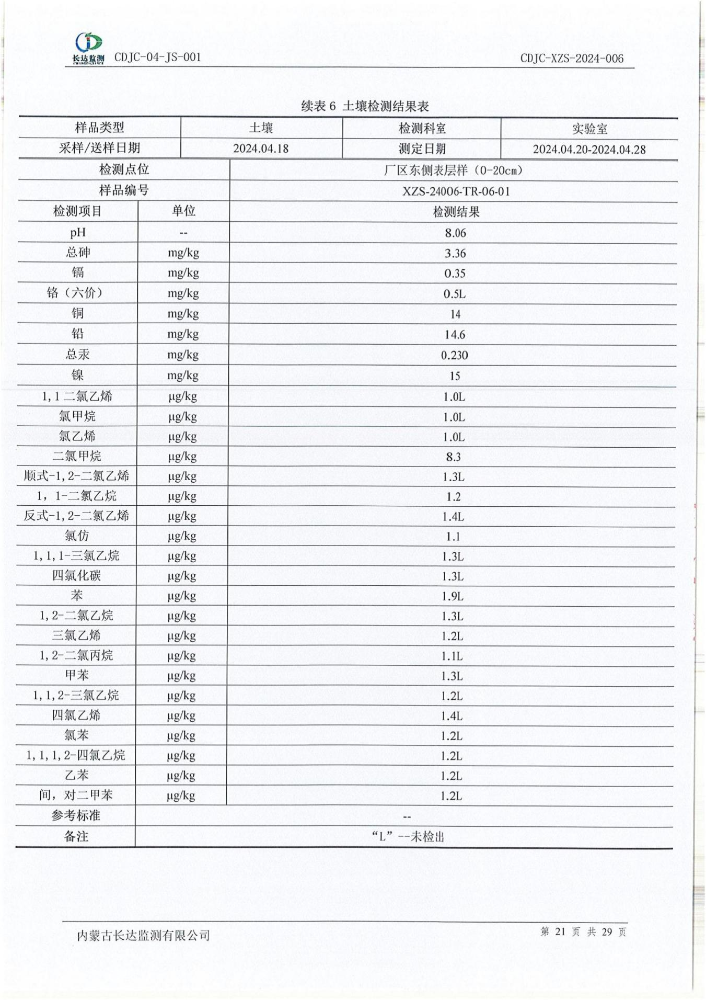 长达监测 CDJC-04-JS-001 CDJC-XZS-2024-006
CHANGDAJIANCE
续表 6 土壤检测结果表
样品类型 土壤 检测科室 实验室
采样/送样日期 2024.04.18 测定日期 2024.04.20-2024.04.28
检测点位 厂区东侧表层样（0-20cm）
样品编号 XZS-24006-TR-06-01
检测项目 单位 检测结果
pH -- 8.06
总砷 mg/kg 3.36
镉 mg/kg 0.35
铬（六价） mg/kg 0.5L
铜 mg/kg 14
铅 mg/kg 14.6
总汞 mg/kg 0.230
镍 mg/kg 15
1,1二氯乙烯 μg/kg 1.0L
氯甲烷 μg/kg 1.0L
氯乙烯 μg/kg 1.0L
二氯甲烷 μg/kg 8.3
顺式-1,2-二氯乙烯 μg/kg 1.3L
1，1-二氯乙烷 μg/kg 1.2
反式-1,2-二氯乙烯 μg/kg 1.4L
氯仿 μg/kg 1.1
1,1,1-三氯乙烷 μg/kg 1.3L
四氯化碳 μg/kg 1.3L
苯 μg/kg 1.9L
1,2-二氯乙烷 μg/kg 1.3L
三氯乙烯 μg/kg 1.2L
1,2-二氯丙烷 μg/kg 1.1L
甲苯 μg/kg 1.3L
1,1,2-三氯乙烷 μg/kg 1.2L
四氯乙烯 μg/kg 1.4L
氯苯 μg/kg 1.2L
1,1,1,2-四氯乙烷 μg/kg 1.2L
乙苯 μg/kg 1.2L
间，对二甲苯 μg/kg 1.2L
参考标准 --
备注 “L”--未检出
内蒙古长达监测有限公司 第 21 页 共 29 页